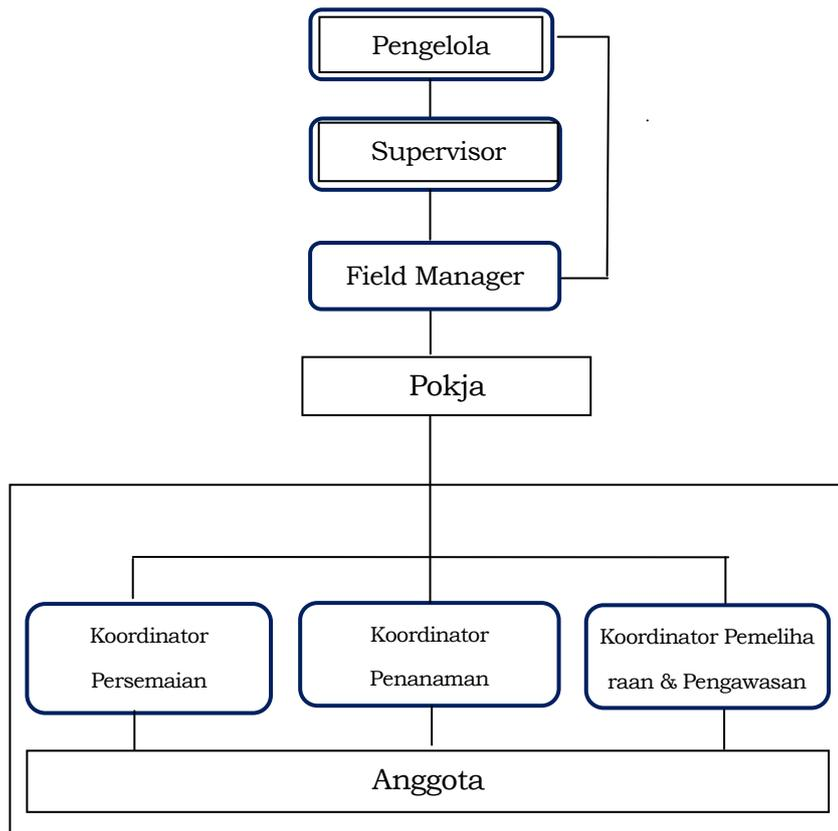 Pengelola
Supervisor
Field Manager
Pokja
Koordinator
Persemaian
Koordinator
Penanaman
Koordinator Pemeliha
raan & Pengawasan
Anggota